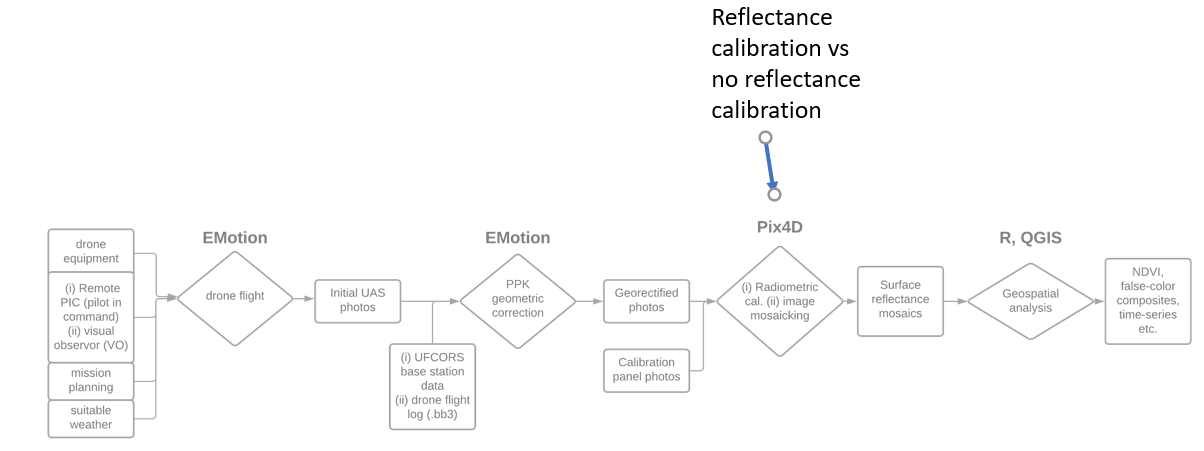 Reflectance
calibration vs
no reflectance
calibration
EMotion
EMotion
Pix4D
R, QGIS
drone
equipment
(i) Remote
PIC (pilot in
command)
(ii) visual
observor (VO)
mission
planning
suitable
weather
drone flight
Initial UAS
photos
(i) UFCORS
base station
data
(ii) drone flight
log (.bb3)
PPK
geometric
correction
Georectified
photos
Calibration
panel photos
(i) Radiometric
cal. (ii) image
mosaicking
Surface
reflectance
mosaics
Geospatial
analysis
NDVI,
false-color
composites,
time-series
etc.